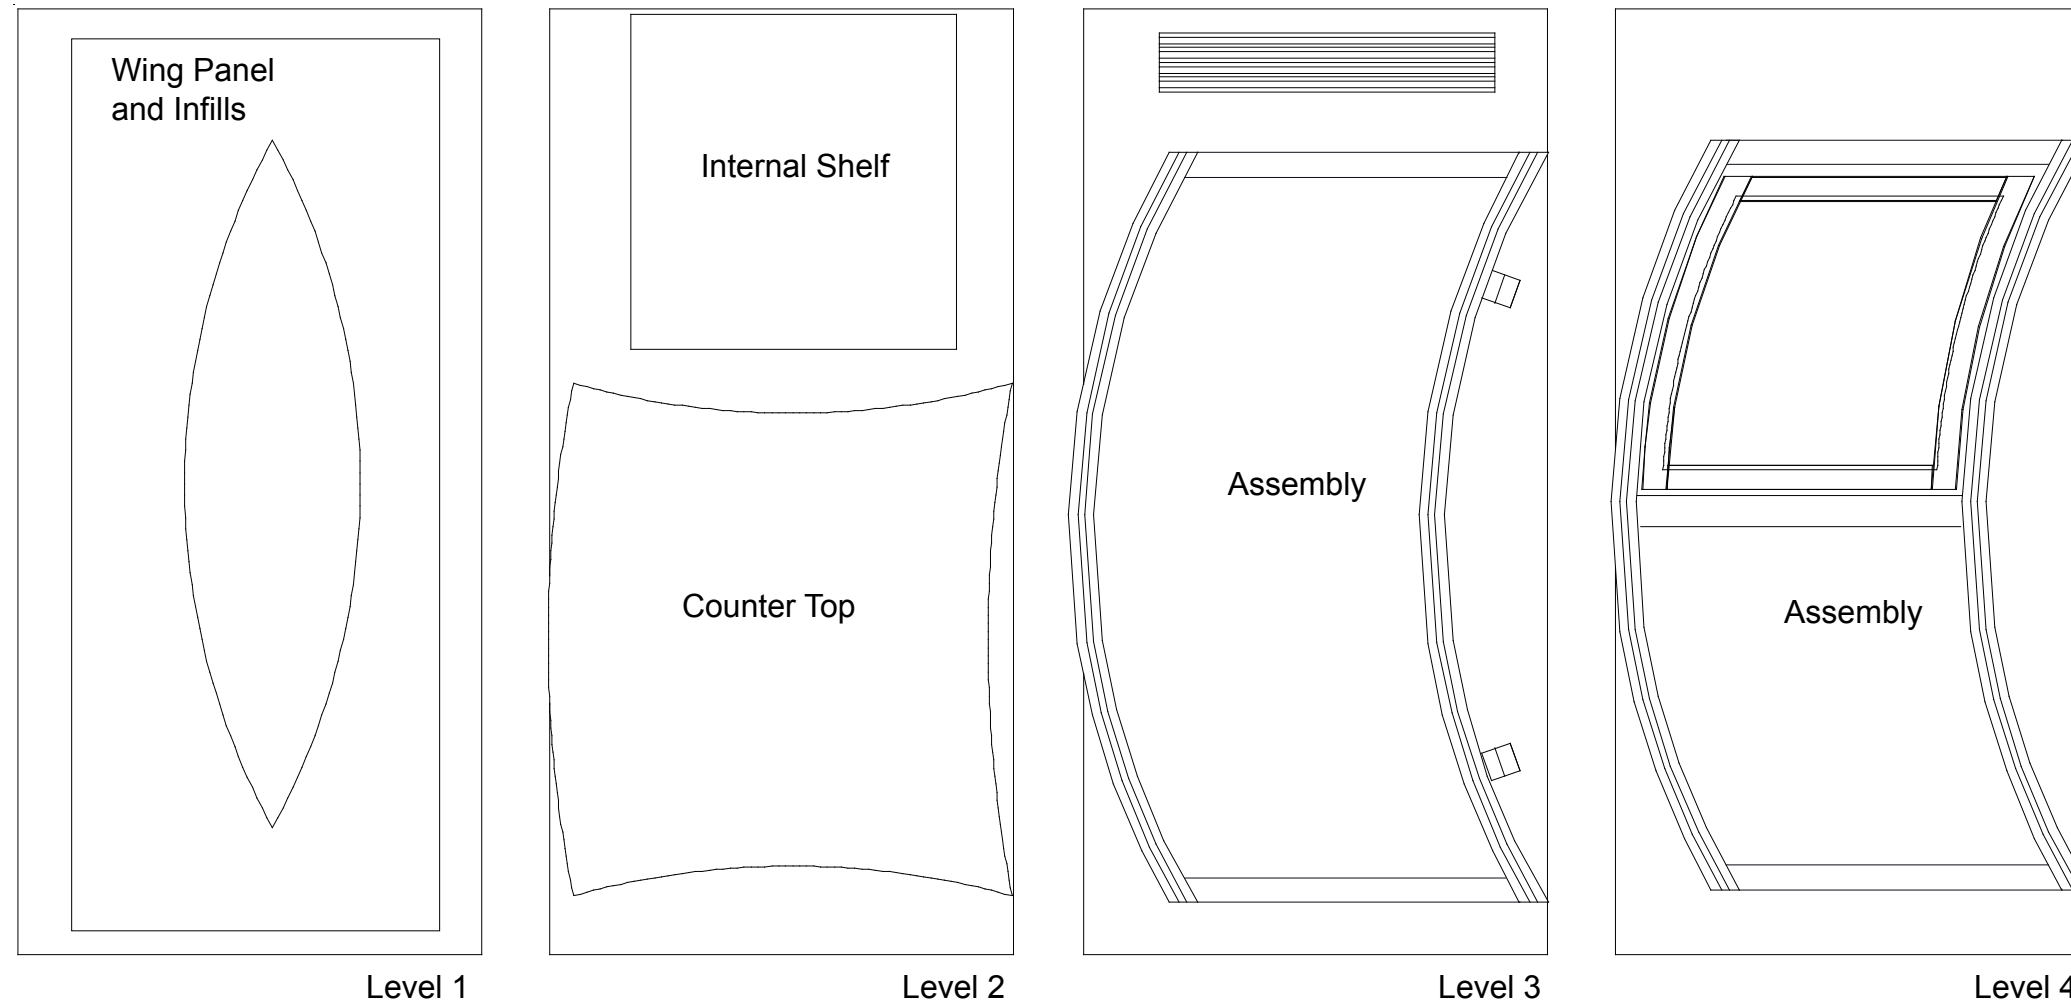 Wing Panel
and Infills
Level 1
Internal Shelf
Counter Top
Level 2
Assembly
Level 3
Assembly
Level 4